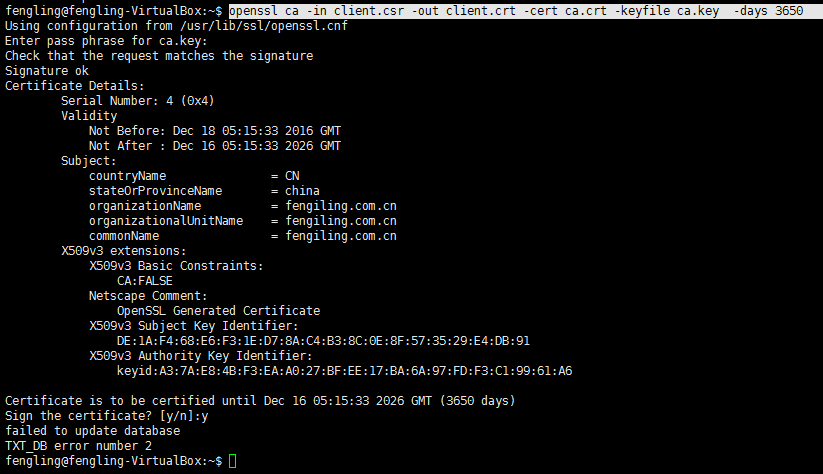 fengling@fengling-VirtualBox:~$ openssl ca -in client.csr -out client.crt -cert ca.crt -keyfile ca.key  -days 3650
Using configuration from /usr/lib/ssl/openssl.cnf
Enter pass phrase for ca.key:
Check that the request matches the signature
Signature ok
Certificate Details:
        Serial Number: 4 (0x4)
        Validity
            Not Before: Dec 18 05:15:33 2016 GMT
            Not After : Dec 16 05:15:33 2026 GMT
        Subject:
            countryName               = CN
            stateOrProvinceName       = china
            organizationName          = fengiling.com.cn
            organizationalUnitName    = fengiling.com.cn
            commonName                = fengiling.com.cn
        X509v3 extensions:
            X509v3 Basic Constraints:
                CA:FALSE
            Netscape Comment:
                OpenSSL Generated Certificate
            X509v3 Subject Key Identifier:
                DE:1A:F4:68:E6:F3:1E:D7:8A:C4:B3:8C:0E:8F:57:35:29:E4:DB:91
            X509v3 Authority Key Identifier:
                keyid:A3:7A:E8:4B:F3:EA:A0:27:BF:EE:17:BA:6A:97:FD:F3:C1:99:61:A6
Certificate is to be certified until Dec 16 05:15:33 2026 GMT (3650 days)
Sign the certificate? [y/n]:y
failed to update database
TXT_DB error number 2
fengling@fengling-VirtualBox:~$